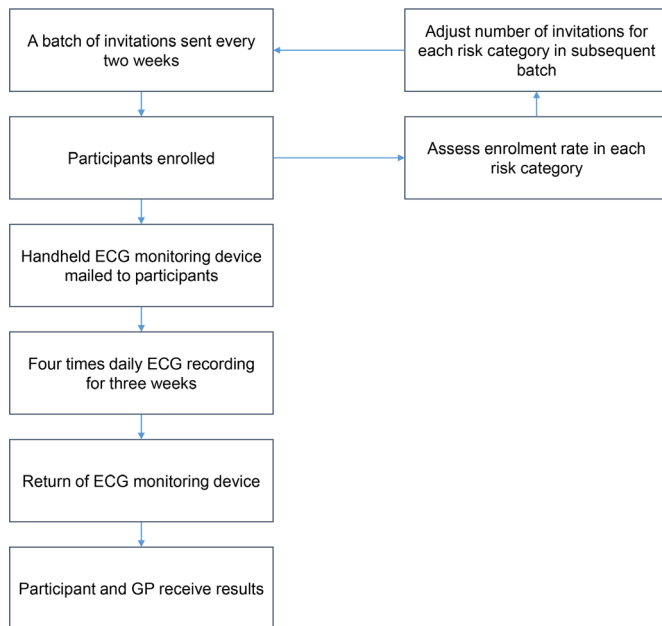 A batch of invitations sent every
two weeks
Adjust number of invitations for
each risk category in subsequent
batch
Participants enrolled
Assess enrolment rate in each
risk category
Handheld ECG monitoring device
mailed to participants
Four times daily ECG recording
for three weeks
Return of ECG monitoring device
Participant and GP receive results